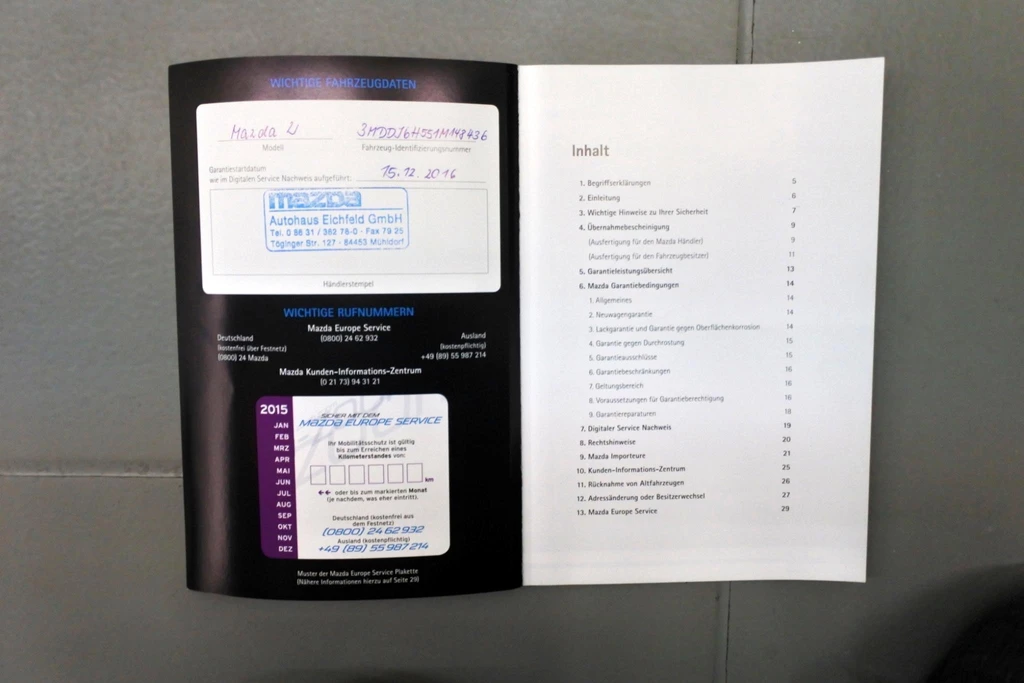 WICHTIGE FAHRZEUGDATEN
Mazda 2
3MDDJ6H051M148436
Modell
Fahrzeug-Identifizierungsnummer
Garantiestartdatum
wie im Digitalen Service Nachweis aufgeführt:
15.12.2016
mazda
Autohaus Eichfeld GmbH
Tel. 0 86 31 / 362 76-0 · Fax 79 25
Töginger Str. 127 · 84453 Mühldorf
Händlerstempel
WICHTIGE RUFNUMMERN
Mazda Europe Service
(0800) 24 62 932
Deutschland
(kostenfrei über Festnetz)
(0800) 24 Mazda
Ausland
(kostenpflichtig)
+49 (89) 55 987 214
Mazda Kunden-Informations-Zentrum
(0 21 73) 94 31 21
2015
JAN
FEB
MRZ
APR
MAI
JUN
JUL
AUG
SEP
OKT
NOV
DEZ
SICHER MIT DEM
MAZDA EUROPE SERVICE
Ihr Mobilitätsschutz ist gültig
bis zum Erreichen eines
Kilometerstandes von:
km
oder bis zum markierten Monat
(je nachdem, was eher eintritt).
Deutschland (kostenfrei aus
dem Festnetz)
(0800) 24 62 932
Ausland (kostenpflichtig)
+49 (89) 55 987 214
Muster der Mazda Europe Service Plakette
(Nähere Informationen hierzu auf Seite 29)
Inhalt
1. Begriffserklärungen 5
2. Einleitung 6
3. Wichtige Hinweise zu Ihrer Sicherheit 7
4. Übernahmebescheinigung 9
(Ausfertigung für den Mazda Händler) 9
(Ausfertigung für den Fahrzeugbesitzer) 11
5. Garantieleistungsübersicht 13
6. Mazda Garantiebedingungen 14
1. Allgemeines 14
2. Neuwagengarantie 14
3. Lackgarantie und Garantie gegen Oberflächenkorrosion 14
4. Garantie gegen Durchrostung 15
5. Garantieausschlüsse 15
6. Garantiebeschränkungen 16
7. Geltungsbereich 16
8. Voraussetzungen für Garantieberechtigung 16
9. Garantiereparaturen 18
7. Digitaler Service Nachweis 19
8. Rechtshinweise 20
9. Mazda Importeure 21
10. Kunden-Informations-Zentrum 25
11. Rücknahme von Altfahrzeugen 26
12. Adressänderung oder Besitzerwechsel 27
13. Mazda Europe Service 29